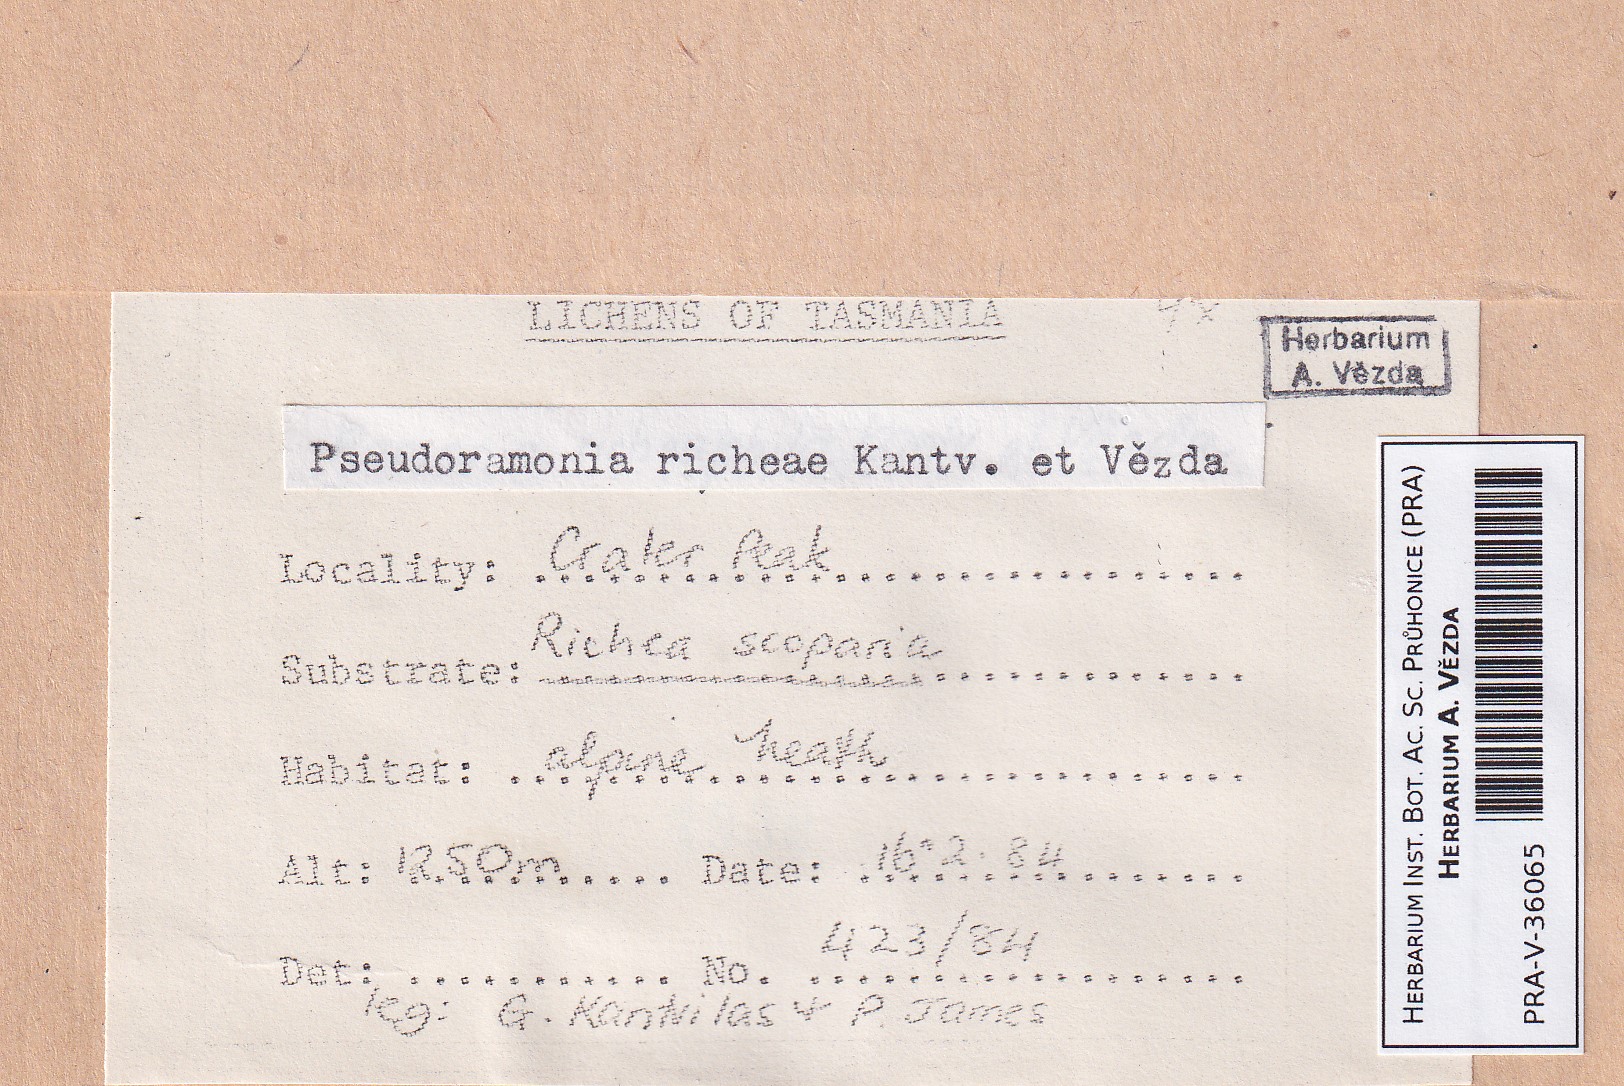 LICHENS OF TASMANIA
Herbarium
A. Vězda
Pseudoramonia richeae Kantv. et Vězda
Locality: Crater Peak
Substrate: Richea scoparia
Habitat: alpine heath
Alt: 1250m Date: 16.2.84
Det: No. 423/84
leg: G. Kantvilas + P. James
HERBARIUM INST. BOT. AC. SC. PRŮHONICE (PRA)
HERBARIUM A. VĚZDA
PRA-V-36065